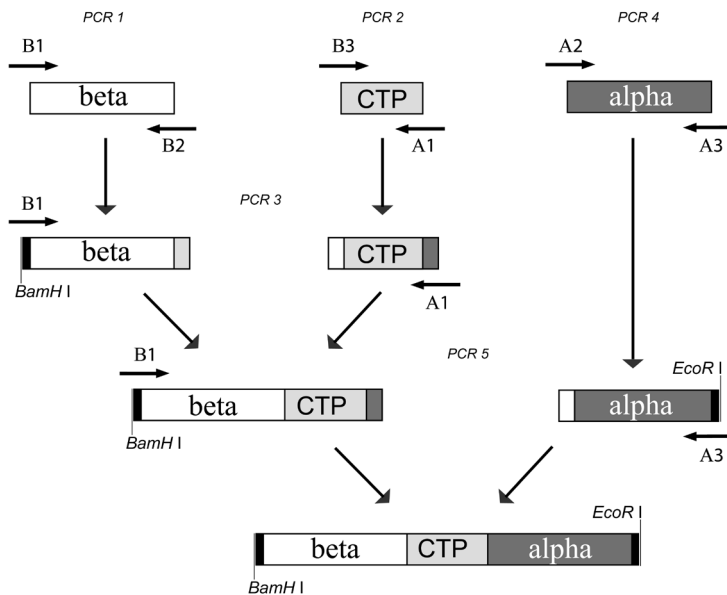 PCR 1
PCR 2
PCR 4
B1
B3
A2
beta
CTP
alpha
B2
A1
A3
B1
PCR 3
beta
CTP
BamH I
A1
B1
PCR 5
EcoR I
beta
CTP
alpha
BamH I
A3
EcoR I
beta
CTP
alpha
BamH I